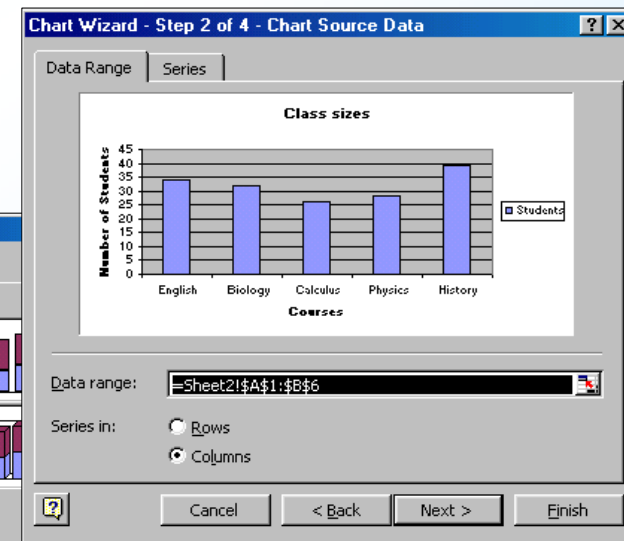 Chart Wizard - Step 2 of 4 - Chart Source Data
Data Range Series
Class sizes
Number of Students
45
40
35
30
25
20
15
10
5
0
English Biology Calculus Physics History
Courses
Students
Data range: =Sheet2!$A$1:$B$6
Series in: Rows
Columns
Cancel < Back Next > Finish